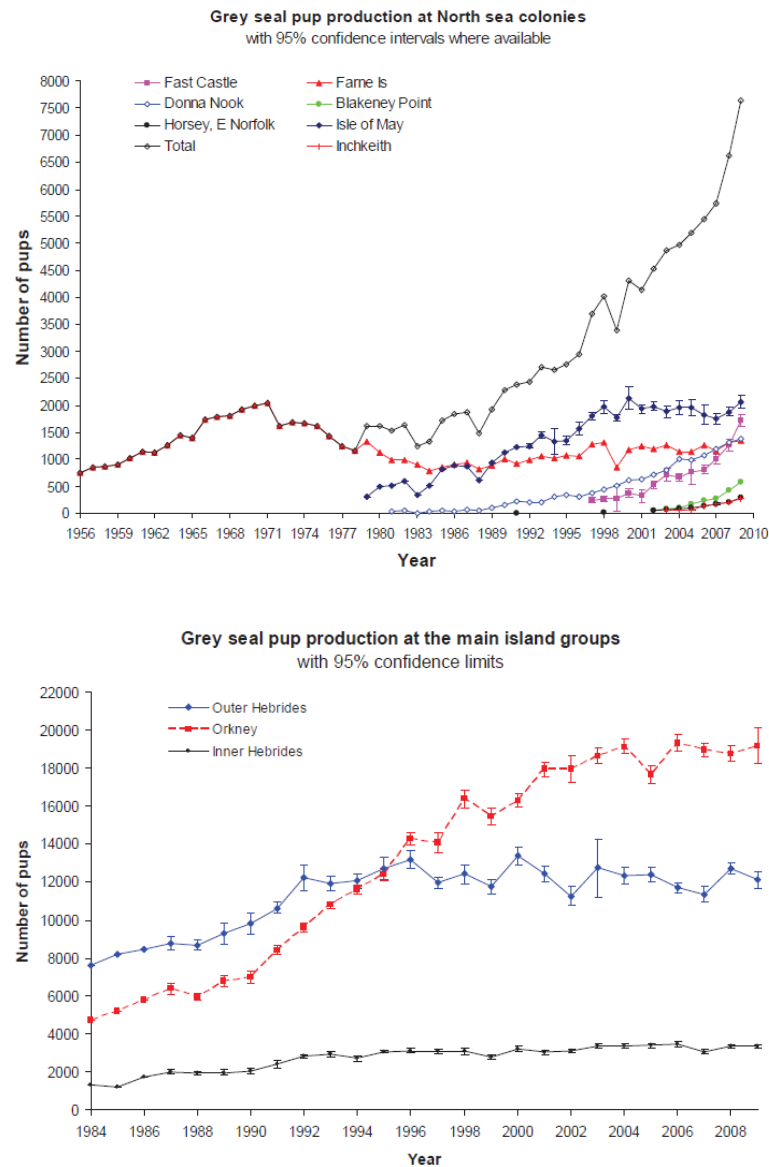 Grey seal pup production at North sea colonies
with 95% confidence intervals where available
Fast Castle
Farne Is
Donna Nook
Blakeney Point
Horsey, E Norfolk
Isle of May
Total
Inchkeith
8000
7500
7000
6500
6000
5500
5000
4500
4000
3500
3000
2500
2000
1500
1000
500
0
Number of pups
1956 1959 1962 1965 1968 1971 1974 1977 1980 1983 1986 1989 1992 1995 1998 2001 2004 2007 2010
Year
Grey seal pup production at the main island groups
with 95% confidence limits
Outer Hebrides
Orkney
Inner Hebrides
22000
20000
18000
16000
14000
12000
10000
8000
6000
4000
2000
0
Number of pups
1984 1986 1988 1990 1992 1994 1996 1998 2000 2002 2004 2006 2008
Year